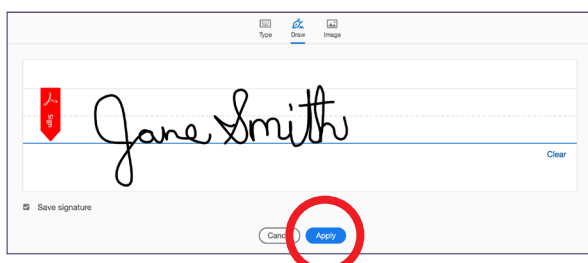 Type Draw Image
Sign
Jane Smith
Clear
Save signature
Cancel Apply